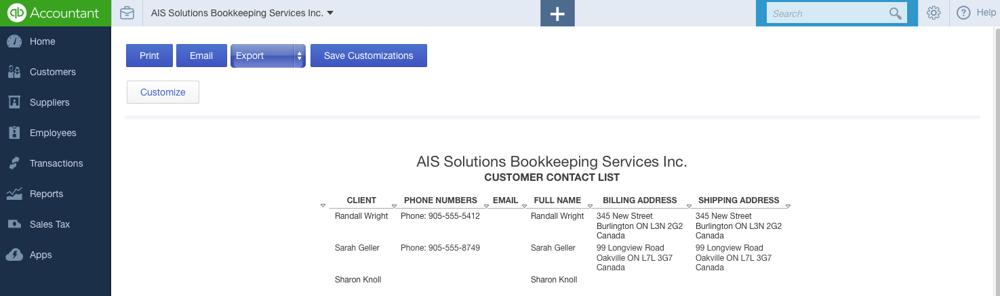 qb Accountant
AIS Solutions Bookkeeping Services Inc.
+
Search
? Help
Home
Customers
Suppliers
Employees
Transactions
Reports
Sales Tax
Apps
Print Email Export Save Customizations
Customize
AIS Solutions Bookkeeping Services Inc.
CUSTOMER CONTACT LIST
CLIENT PHONE NUMBERS EMAIL FULL NAME BILLING ADDRESS SHIPPING ADDRESS
Randall Wright Phone: 905-555-5412 Randall Wright 345 New Street 345 New Street
Burlington ON L3N 2G2 Burlington ON L3N 2G2
Canada Canada
Sarah Geller Phone: 905-555-8749 Sarah Geller 99 Longview Road 99 Longview Road
Oakville ON L7L 3G7 Oakville ON L7L 3G7
Canada Canada
Sharon Knoll Sharon Knoll